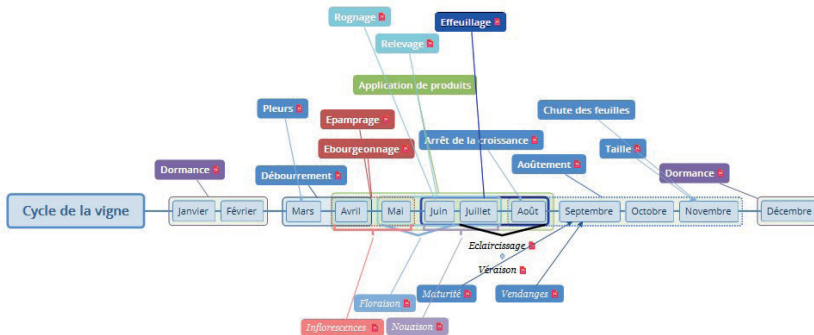 Rognage
Effeuillage
Relevage
Application de produits
Pleurs
Chute des feuilles
Epamprage
Arrêt de la croissance
Ebourgeonnage
Taille
Aoûtement
Dormance
Débourrement
Dormance
Cycle de la vigne
Janvier
Février
Mars
Avril
Mai
Juin
Juillet
Août
Septembre
Octobre
Novembre
Décembre
Eclaircissage
Véraison
Maturité
Vendanges
Floraison
Inflorescences
Nouaison